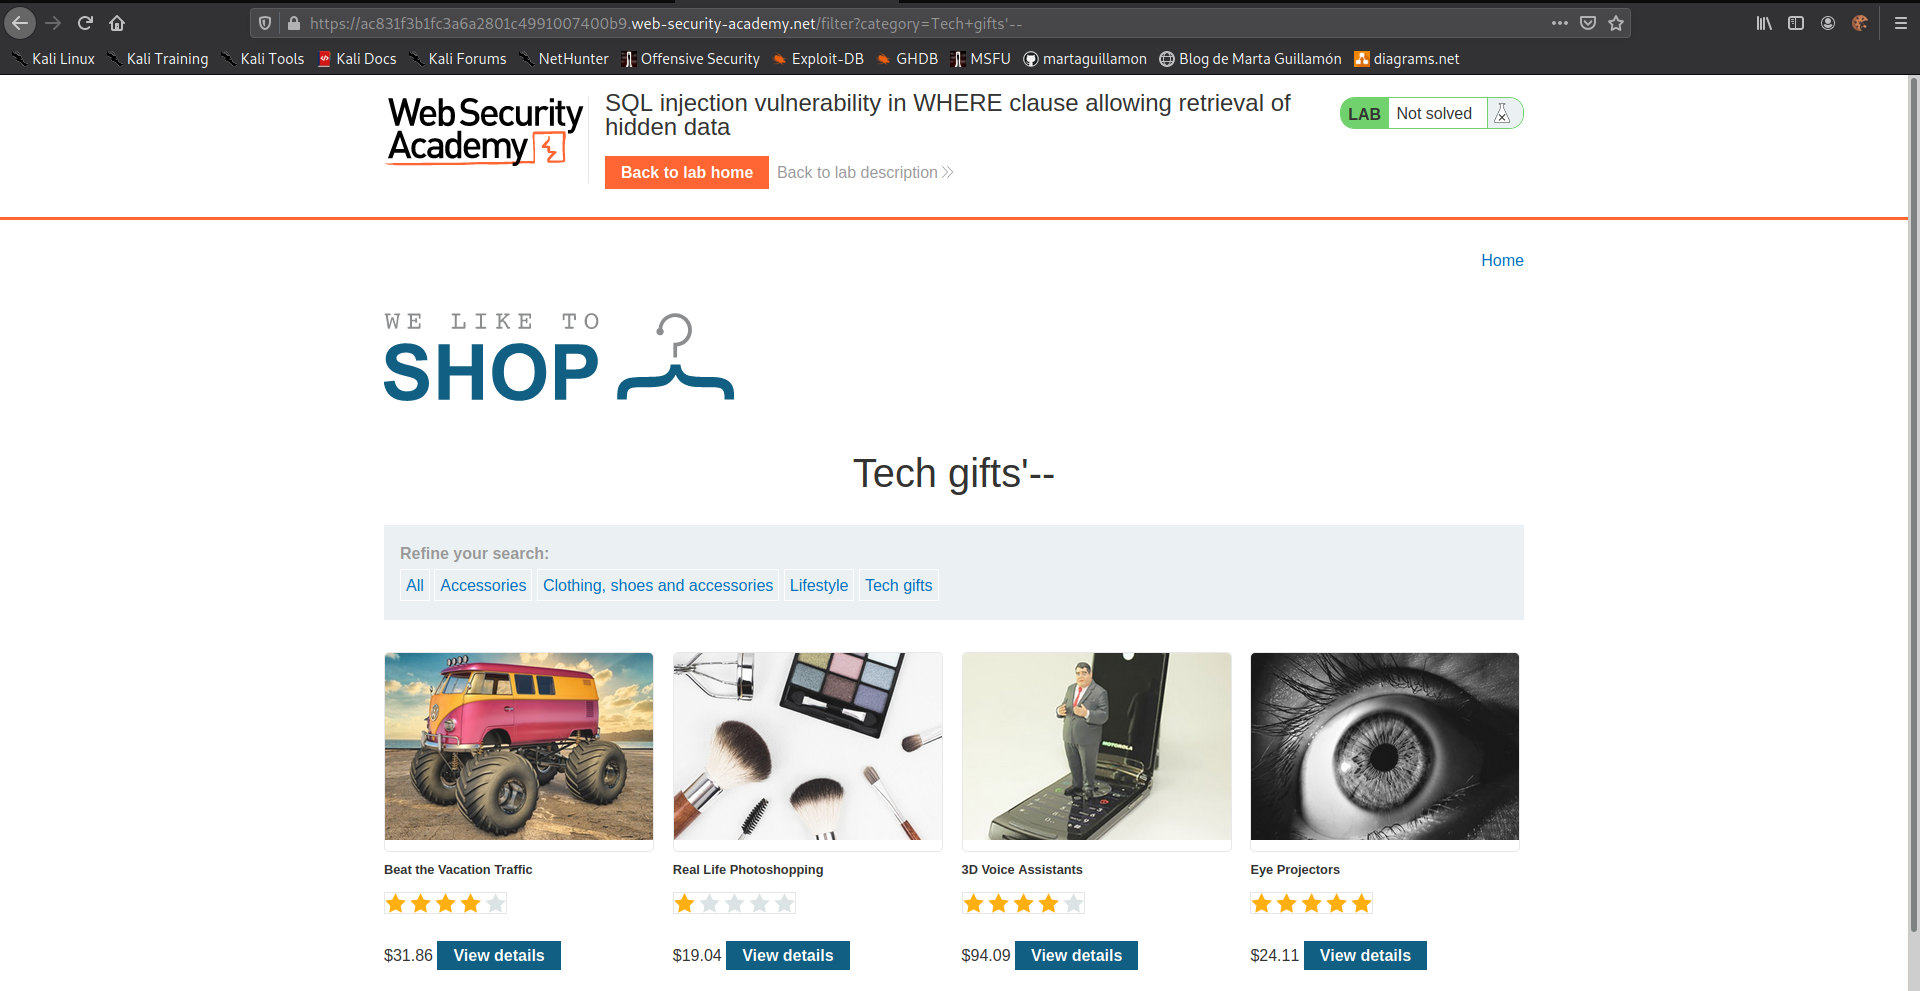 https://ac831f3b1fc3a6a2801c4991007400b9.web-security-academy.net/filter?category=Tech+gifts'--
Kali Linux Kali Training Kali Tools Kali Docs Kali Forums NetHunter Offensive Security Exploit-DB GHDB MSFU martaguillamon Blog de Marta Guillamón diagrams.net
Web Security
Academy
SQL injection vulnerability in WHERE clause allowing retrieval of
hidden data
LAB Not solved
Back to lab home Back to lab description
Home
WE LIKE TO
SHOP
Tech gifts'--
Refine your search:
All Accessories Clothing, shoes and accessories Lifestyle Tech gifts
MOTOROLA
Beat the Vacation Traffic Real Life Photoshopping 3D Voice Assistants Eye Projectors
$31.86 View details $19.04 View details $94.09 View details $24.11 View details